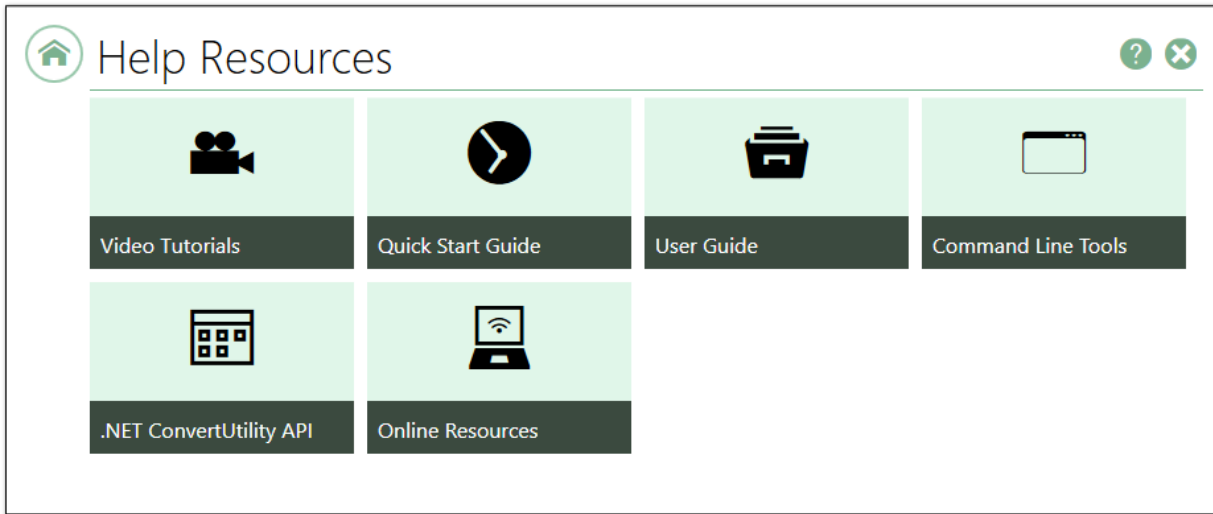 Help Resources
Video Tutorials
Quick Start Guide
User Guide
Command Line Tools
.NET ConvertUtility API
Online Resources